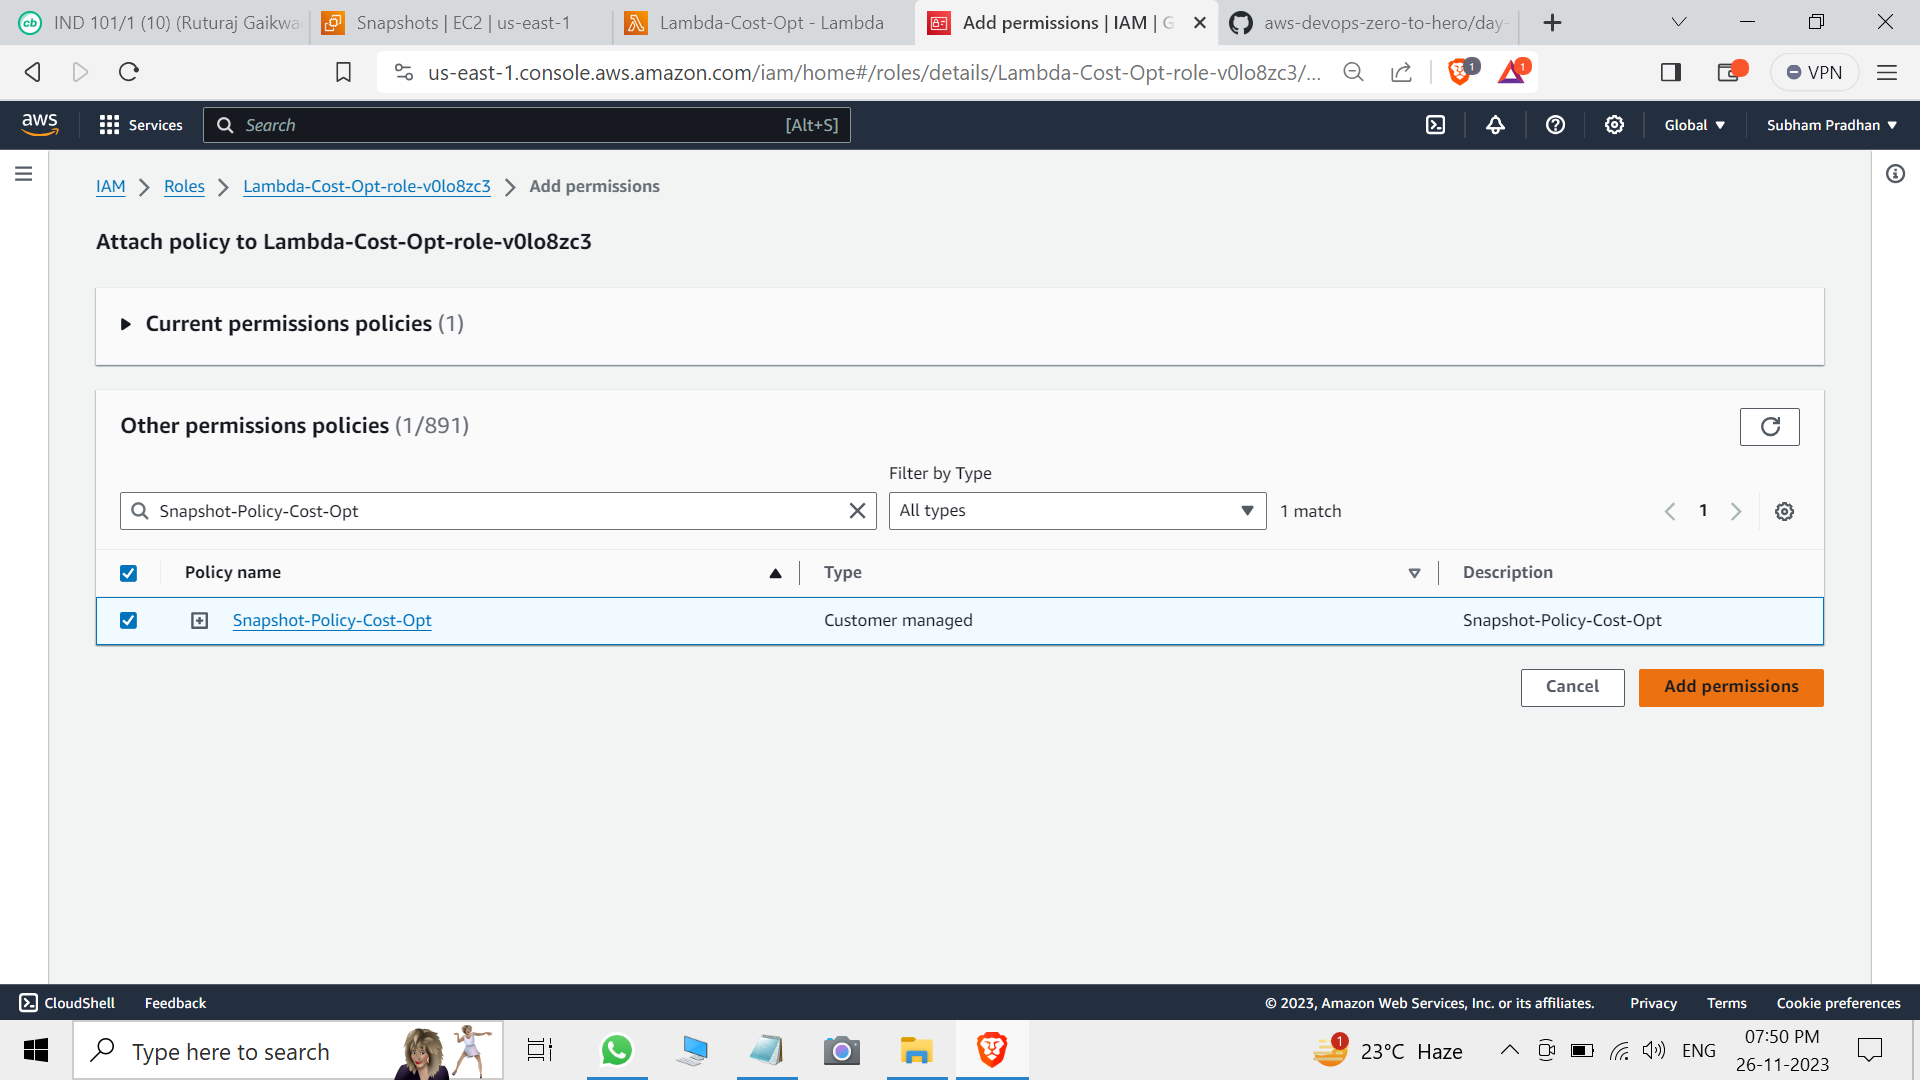 IND 101/1 (10) (Ruturaj Gaikwa
Snapshots | EC2 | us-east-1
Lambda-Cost-Opt - Lambda
Add permissions | IAM | G
aws-devops-zero-to-hero/day-
us-east-1.console.aws.amazon.com/iam/home#/roles/details/Lambda-Cost-Opt-role-v0lo8zc3/...
1
1
VPN
aws
Services
Search
[Alt+S]
Global
Subham Pradhan
IAM
Roles
Lambda-Cost-Opt-role-v0lo8zc3
Add permissions
Attach policy to Lambda-Cost-Opt-role-v0lo8zc3
Current permissions policies (1)
Other permissions policies (1/891)
Filter by Type
Snapshot-Policy-Cost-Opt
All types
1 match
1
Policy name
Type
Description
Snapshot-Policy-Cost-Opt
Customer managed
Snapshot-Policy-Cost-Opt
Cancel
Add permissions
CloudShell
Feedback
© 2023, Amazon Web Services, Inc. or its affiliates.
Privacy
Terms
Cookie preferences
Type here to search
1
23°C Haze
ENG
07:50 PM
26-11-2023